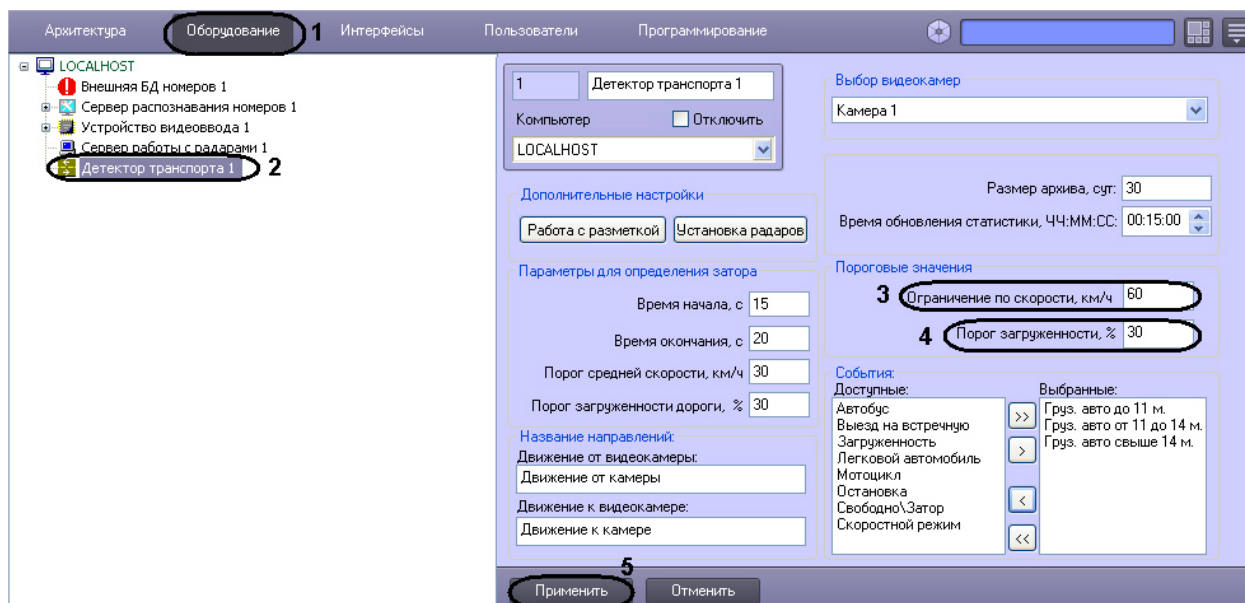 Архитектура Оборудование 1 Интерфейсы Пользователи Программирование
LOCALHOST
Внешняя БД номеров 1
Сервер распознавания номеров 1
Устройство видеоввода 1
Сервер работы с радарами 1
Детектор транспорта 1 2
1 Детектор транспорта 1
Компьютер Отключить
LOCALHOST
Дополнительные настройки
Работа с разметкой Установка радаров
Параметры для определения затора
Время начала, с 15
Время окончания, с 20
Порог средней скорости, км/ч 30
Порог загруженности дороги, % 30
Название направлений:
Движение от видеокамеры:
Движение от камеры
Движение к видеокамере:
Движение к камере
Выбор видеокамер
Камера 1
Размер архива, сут: 30
Время обновления статистики, ЧЧ:ММ:СС: 00:15:00
Пороговые значения
3 Ограничение по скорости, км/ч 60
4 Порог загруженности, % 30
События:
Доступные:
Автобус
Выезд на встречную
Загруженность
Легковой автомобиль
Мотоцикл
Остановка
Свободно\Затор
Скоростной режим
>>
>
<
<<
Выбранные:
Груз. авто до 11 м.
Груз. авто от 11 до 14 м.
Груз. авто свыше 14 м.
5
Применить Отменить